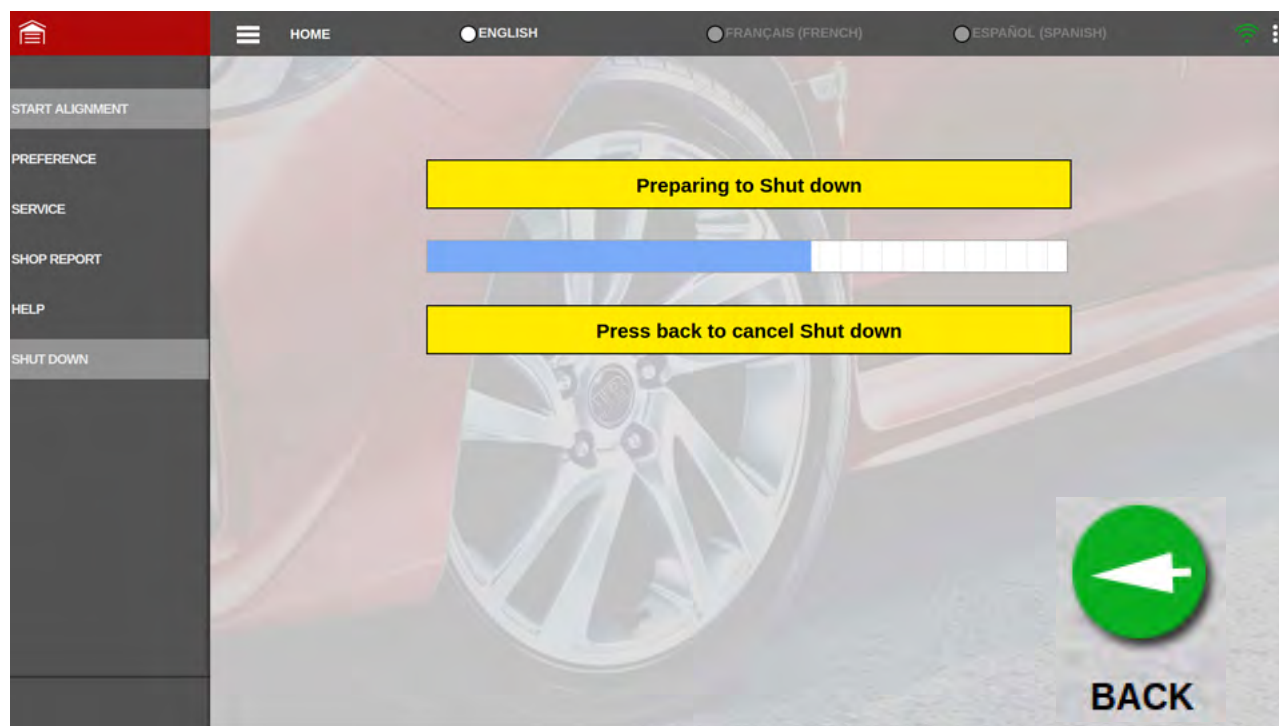 HOME
ENGLISH
FRANÇAIS (FRENCH)
ESPAÑOL (SPANISH)
START ALIGNMENT
PREFERENCE
SERVICE
SHOP REPORT
HELP
SHUT DOWN
Preparing to Shut down
Press back to cancel Shut down
BACK